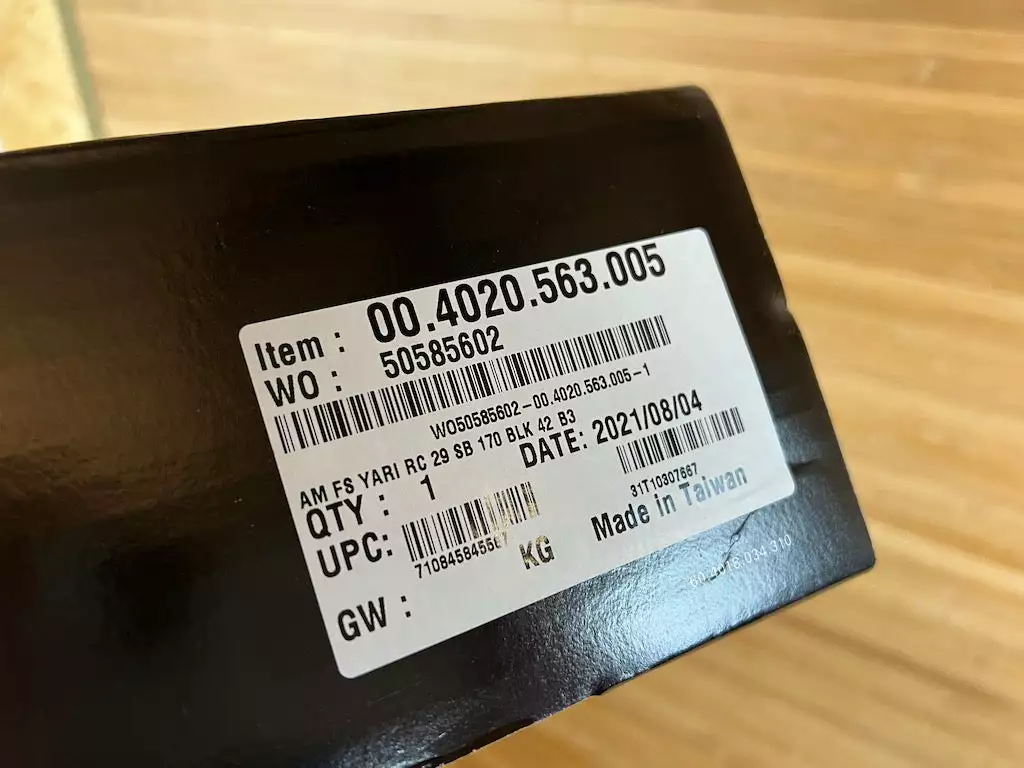 Item : 00.4020.563.005
WO : 50585602
WO50585602-00.4020.563.005-1
AM FS YARI RC 29 SB 170 BLK 42 B3
QTY : 1
DATE: 2021/08/04
31T10307667
UPC:
Made in Taiwan
GW :
KG